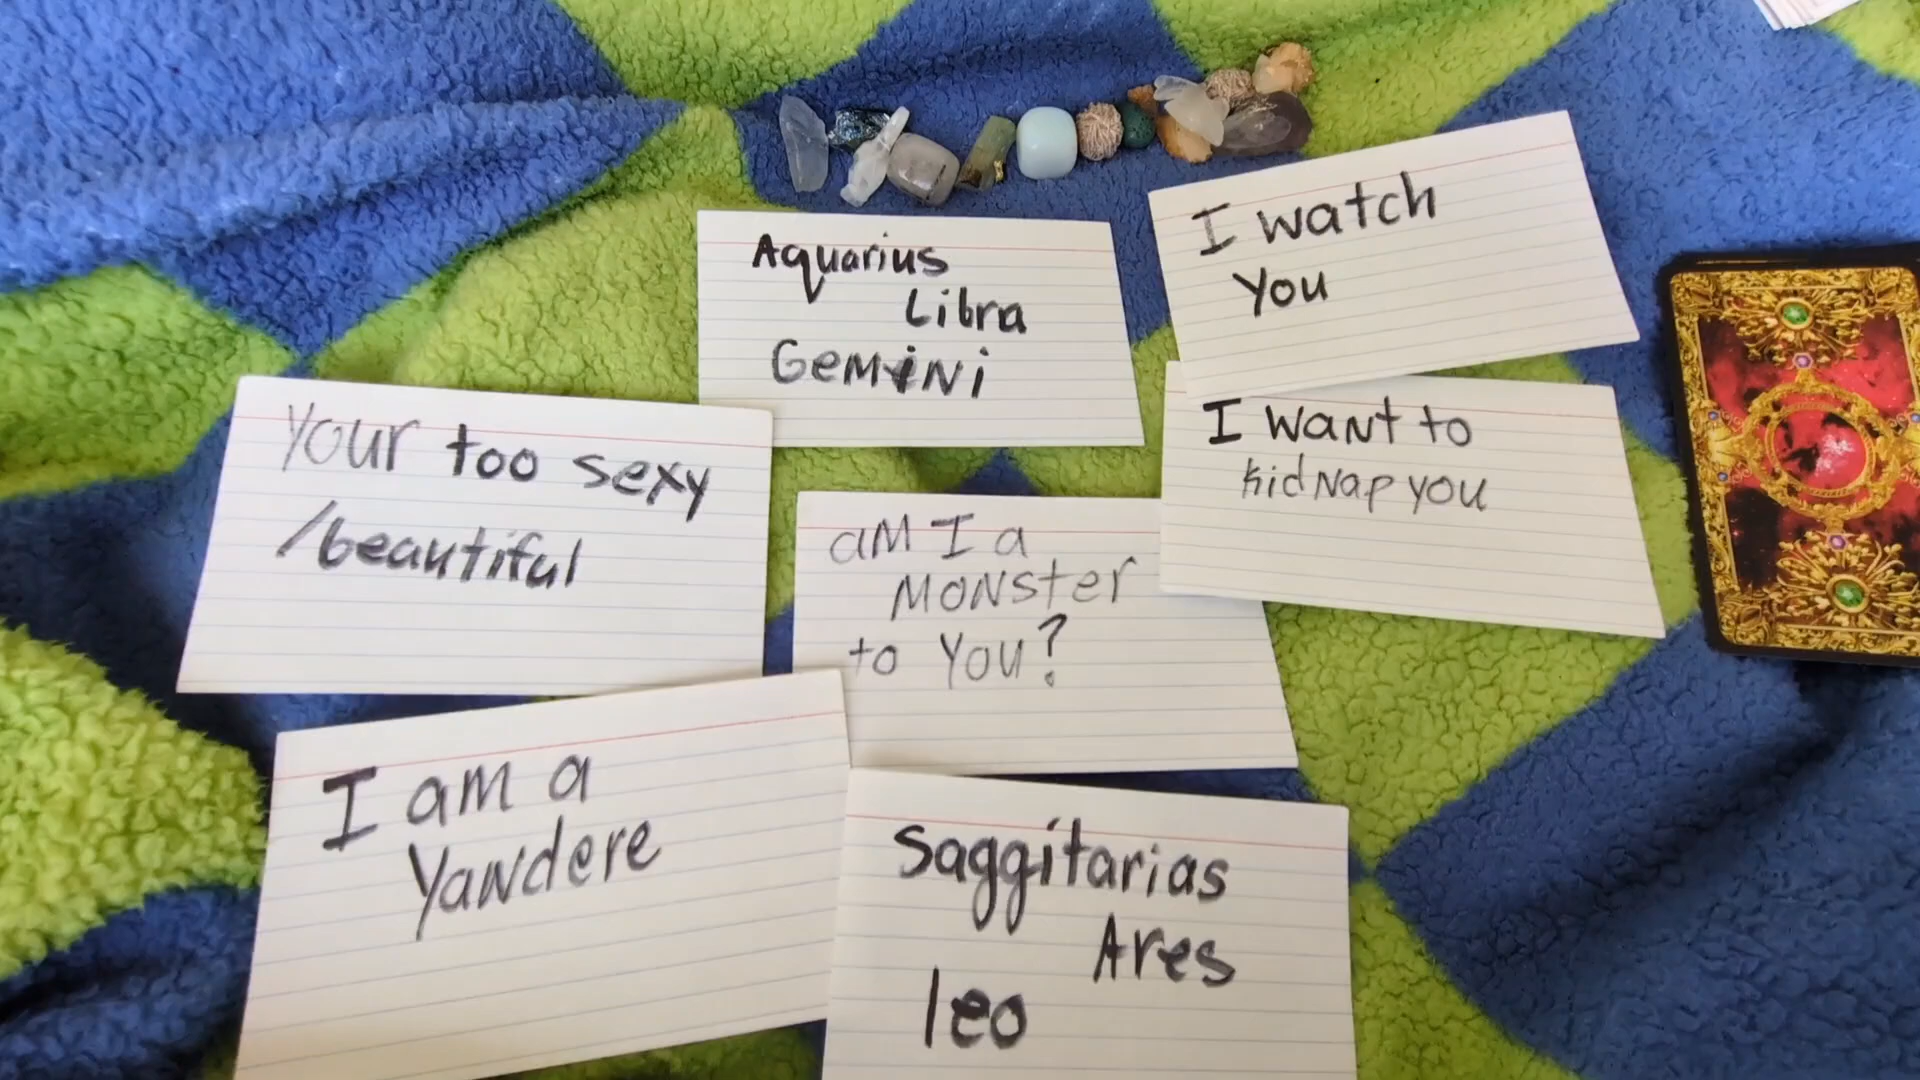 Aquarius
Libra
Gemini
I watch
You
Your too sexy
/beautiful
I want to
kidnap you
am I a
monster
to you?
I am a
Yandere
Saggitarias
Ares
leo